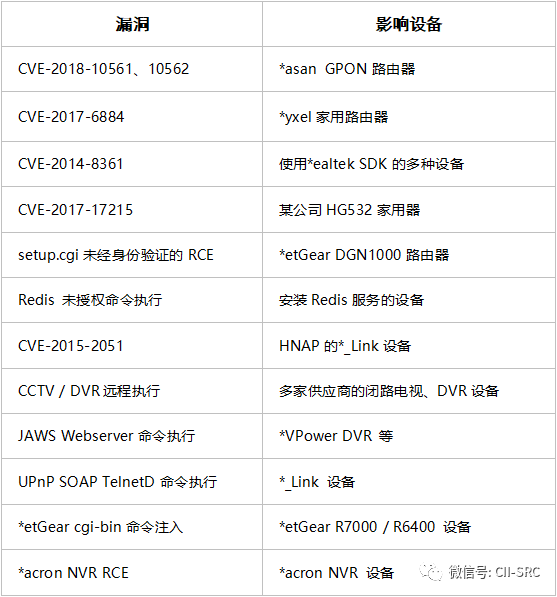 漏洞 影响设备
CVE-2018-10561、10562 *asan GPON 路由器
CVE-2017-6884 *yxel 家用路由器
CVE-2014-8361 使用*ealtek SDK 的多种设备
CVE-2017-17215 某公司 HG532 家用器
setup.cgi 未经身份验证的 RCE *etGear DGN1000 路由器
Redis 未授权命令执行 安装 Redis 服务的设备
CVE-2015-2051 HNAP 的*_Link 设备
CCTV / DVR 远程执行 多家供应商的闭路电视、DVR 设备
JAWS Webserver 命令执行 *VPower DVR 等
UPnP SOAP TelnetD 命令执行 *_Link 设备
*etGear cgi-bin 命令注入 *etGear R7000 / R6400 设备
*acron NVR RCE *acron NVR 设备
微信号: CII-SRC